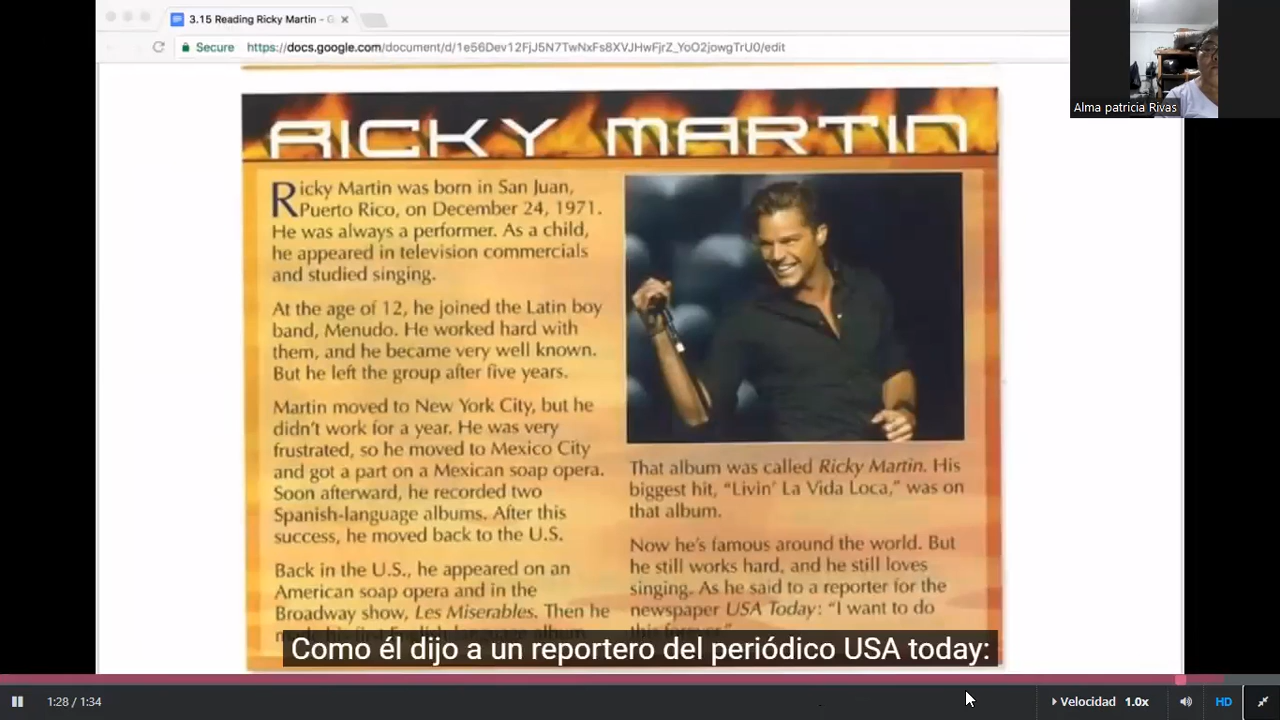 3.15 Reading Ricky Martin - G
Secure https://docs.google.com/document/d/1e56Dev12FjJ5N7TwNxFs8XVJHwFjrZ_YoO2jowgTrU0/edit
Alma patricia Rivas
RICKY MARTIN
Ricky Martin was born in San Juan,
Puerto Rico, on December 24, 1971.
He was always a performer. As a child,
he appeared in television commercials
and studied singing.
At the age of 12, he joined the Latin boy
band, Menudo. He worked hard with
them, and he became very well known.
But he left the group after five years.
Martin moved to New York City, but he
didn't work for a year. He was very
frustrated, so he moved to Mexico City
and got a part on a Mexican soap opera.
Soon afterward, he recorded two
Spanish-language albums. After this
success, he moved back to the U.S.
Back in the U.S., he appeared on an
American soap opera and in the
Broadway show, Les Miserables. Then he
made his first English-language album.
That album was called Ricky Martin. His
biggest hit, "Livin' La Vida Loca," was on
that album.
Now he's famous around the world. But
he still works hard, and he still loves
singing. As he said to a reporter for the
newspaper USA Today: "I want to do
this forever."
Como él dijo a un reportero del periódico USA today:
1:28 / 1:34
Velocidad 1.0x
HD